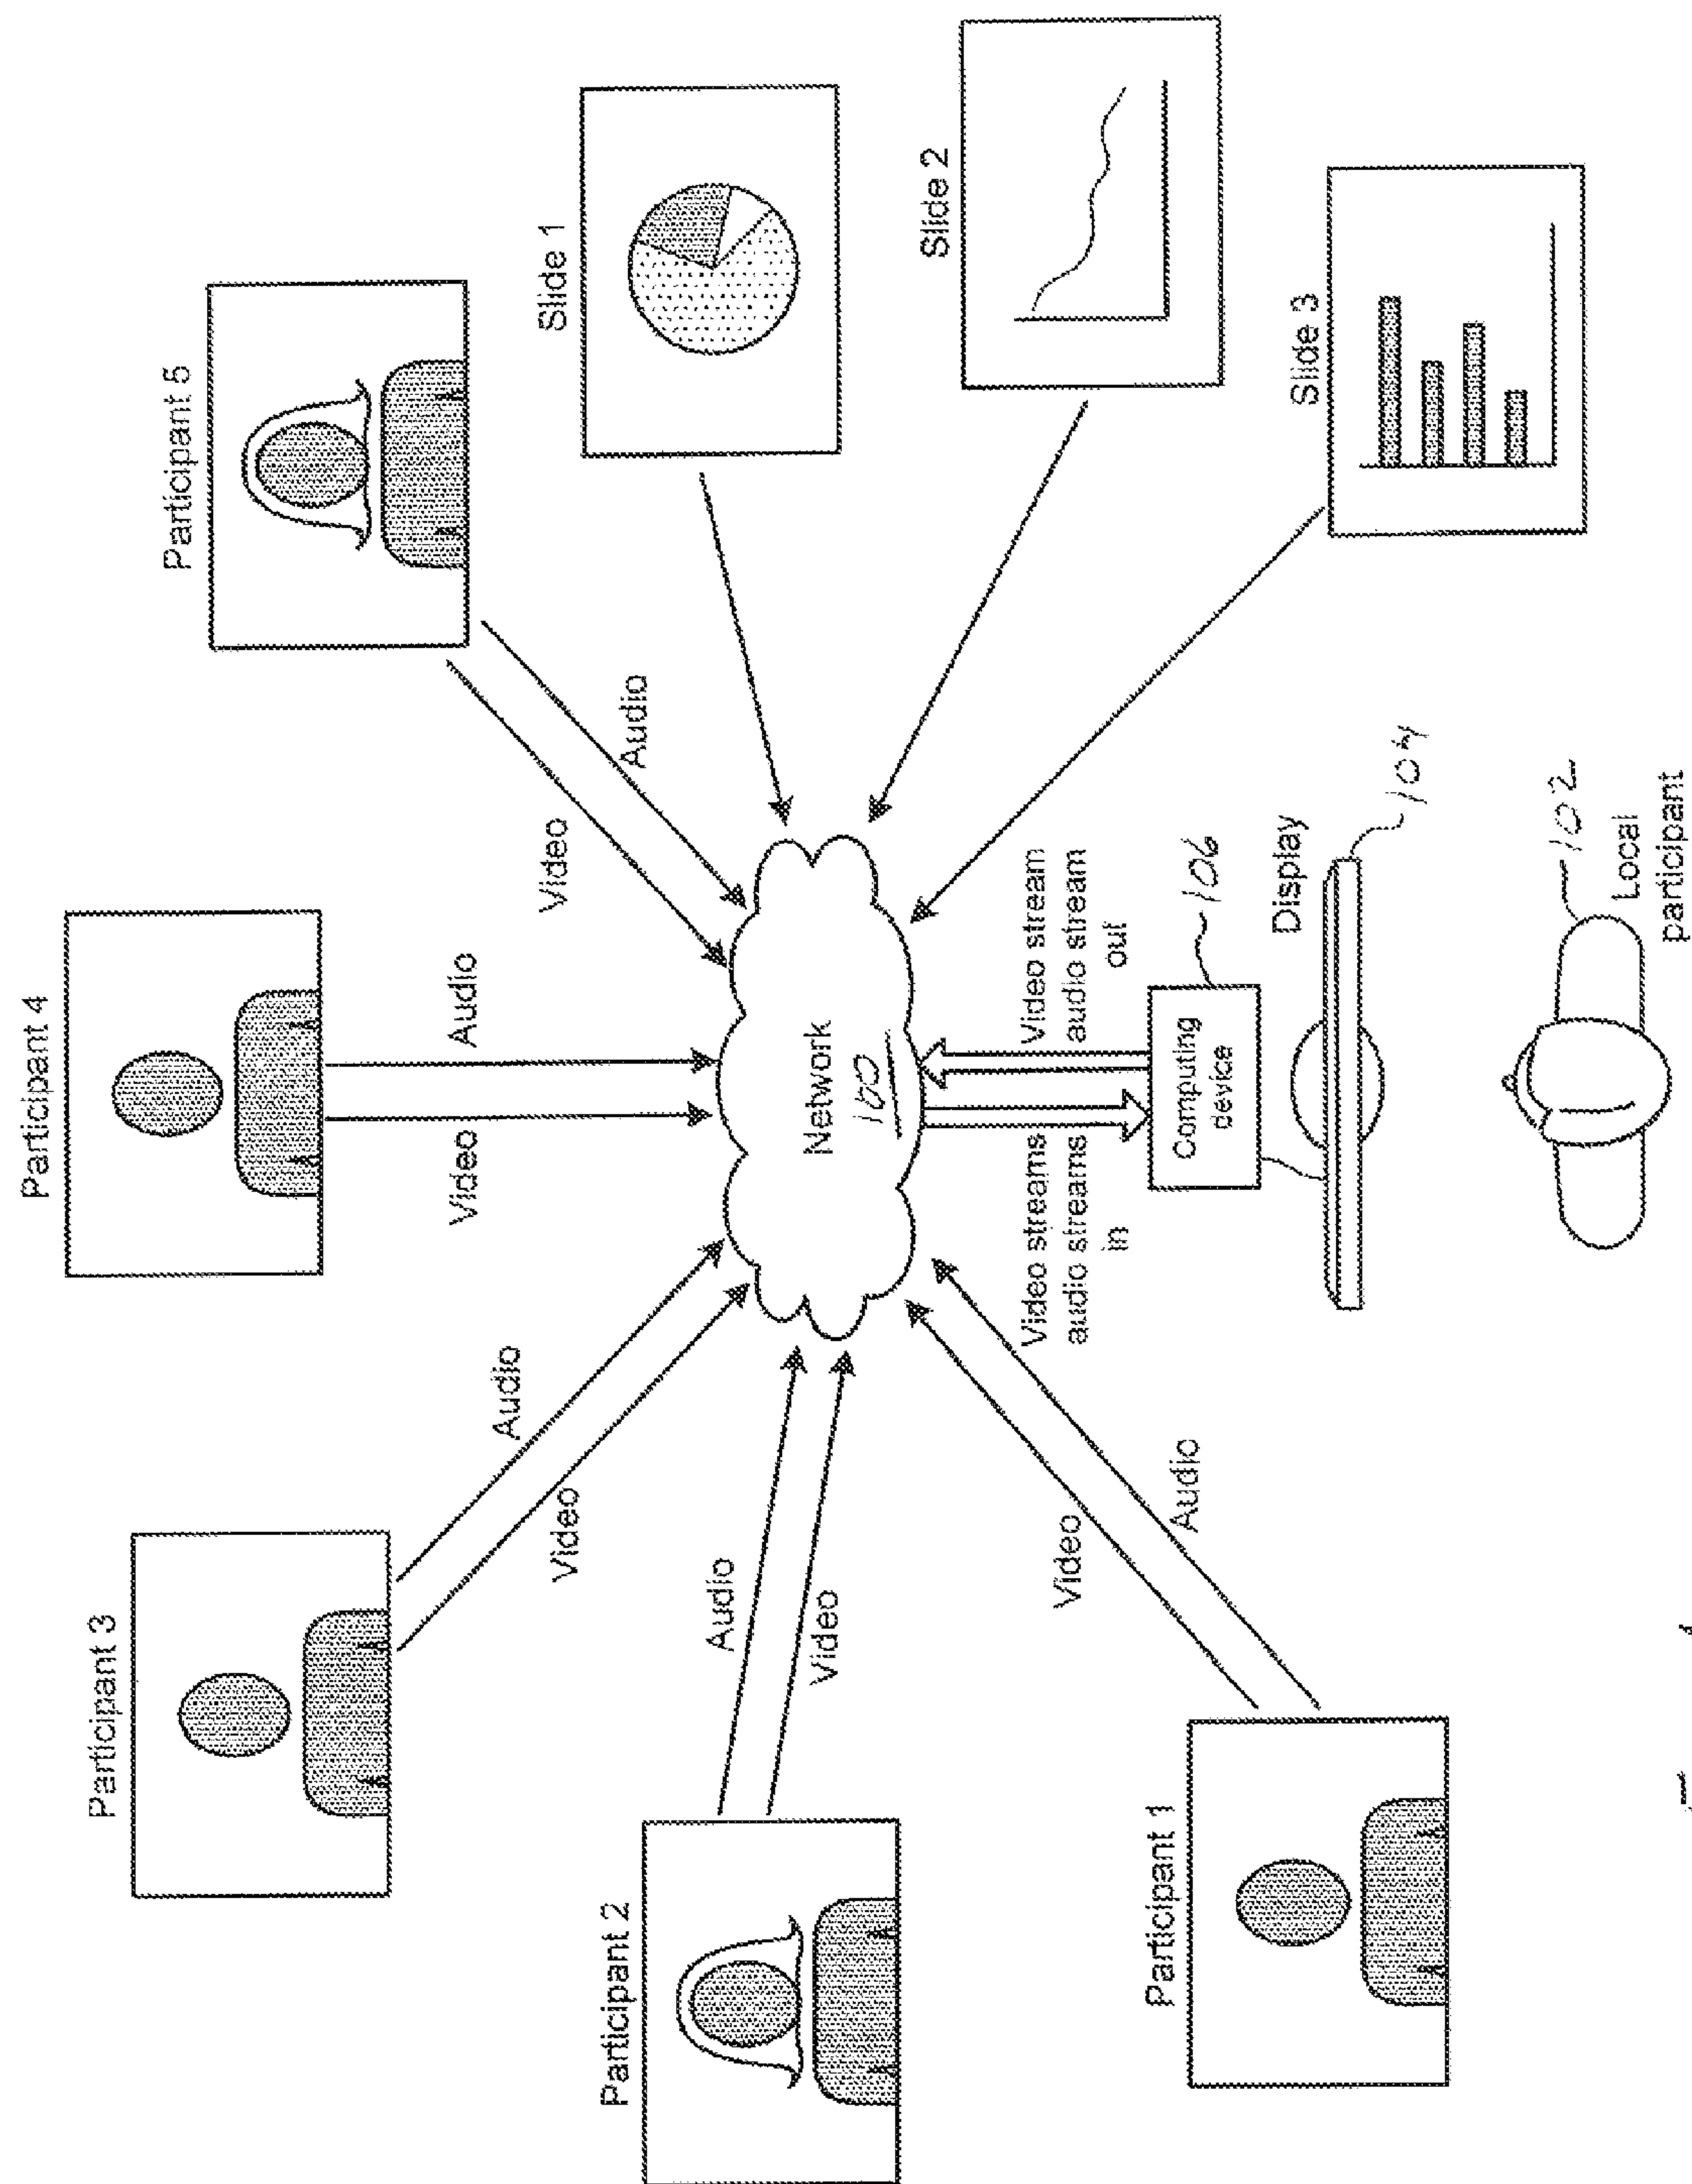 Participant 4
Participant 3
Participant 5
Audio
Video
Audio
Video
Video
Audio
Participant 2
Audio
Video
Slide 1
Network
100
Slide 2
Video streams
audio streams
in
Video stream
audio stream
out
Participant 1
Video
Audio
Computing
device
106
Display
104
Slide 3
102
Local
participant